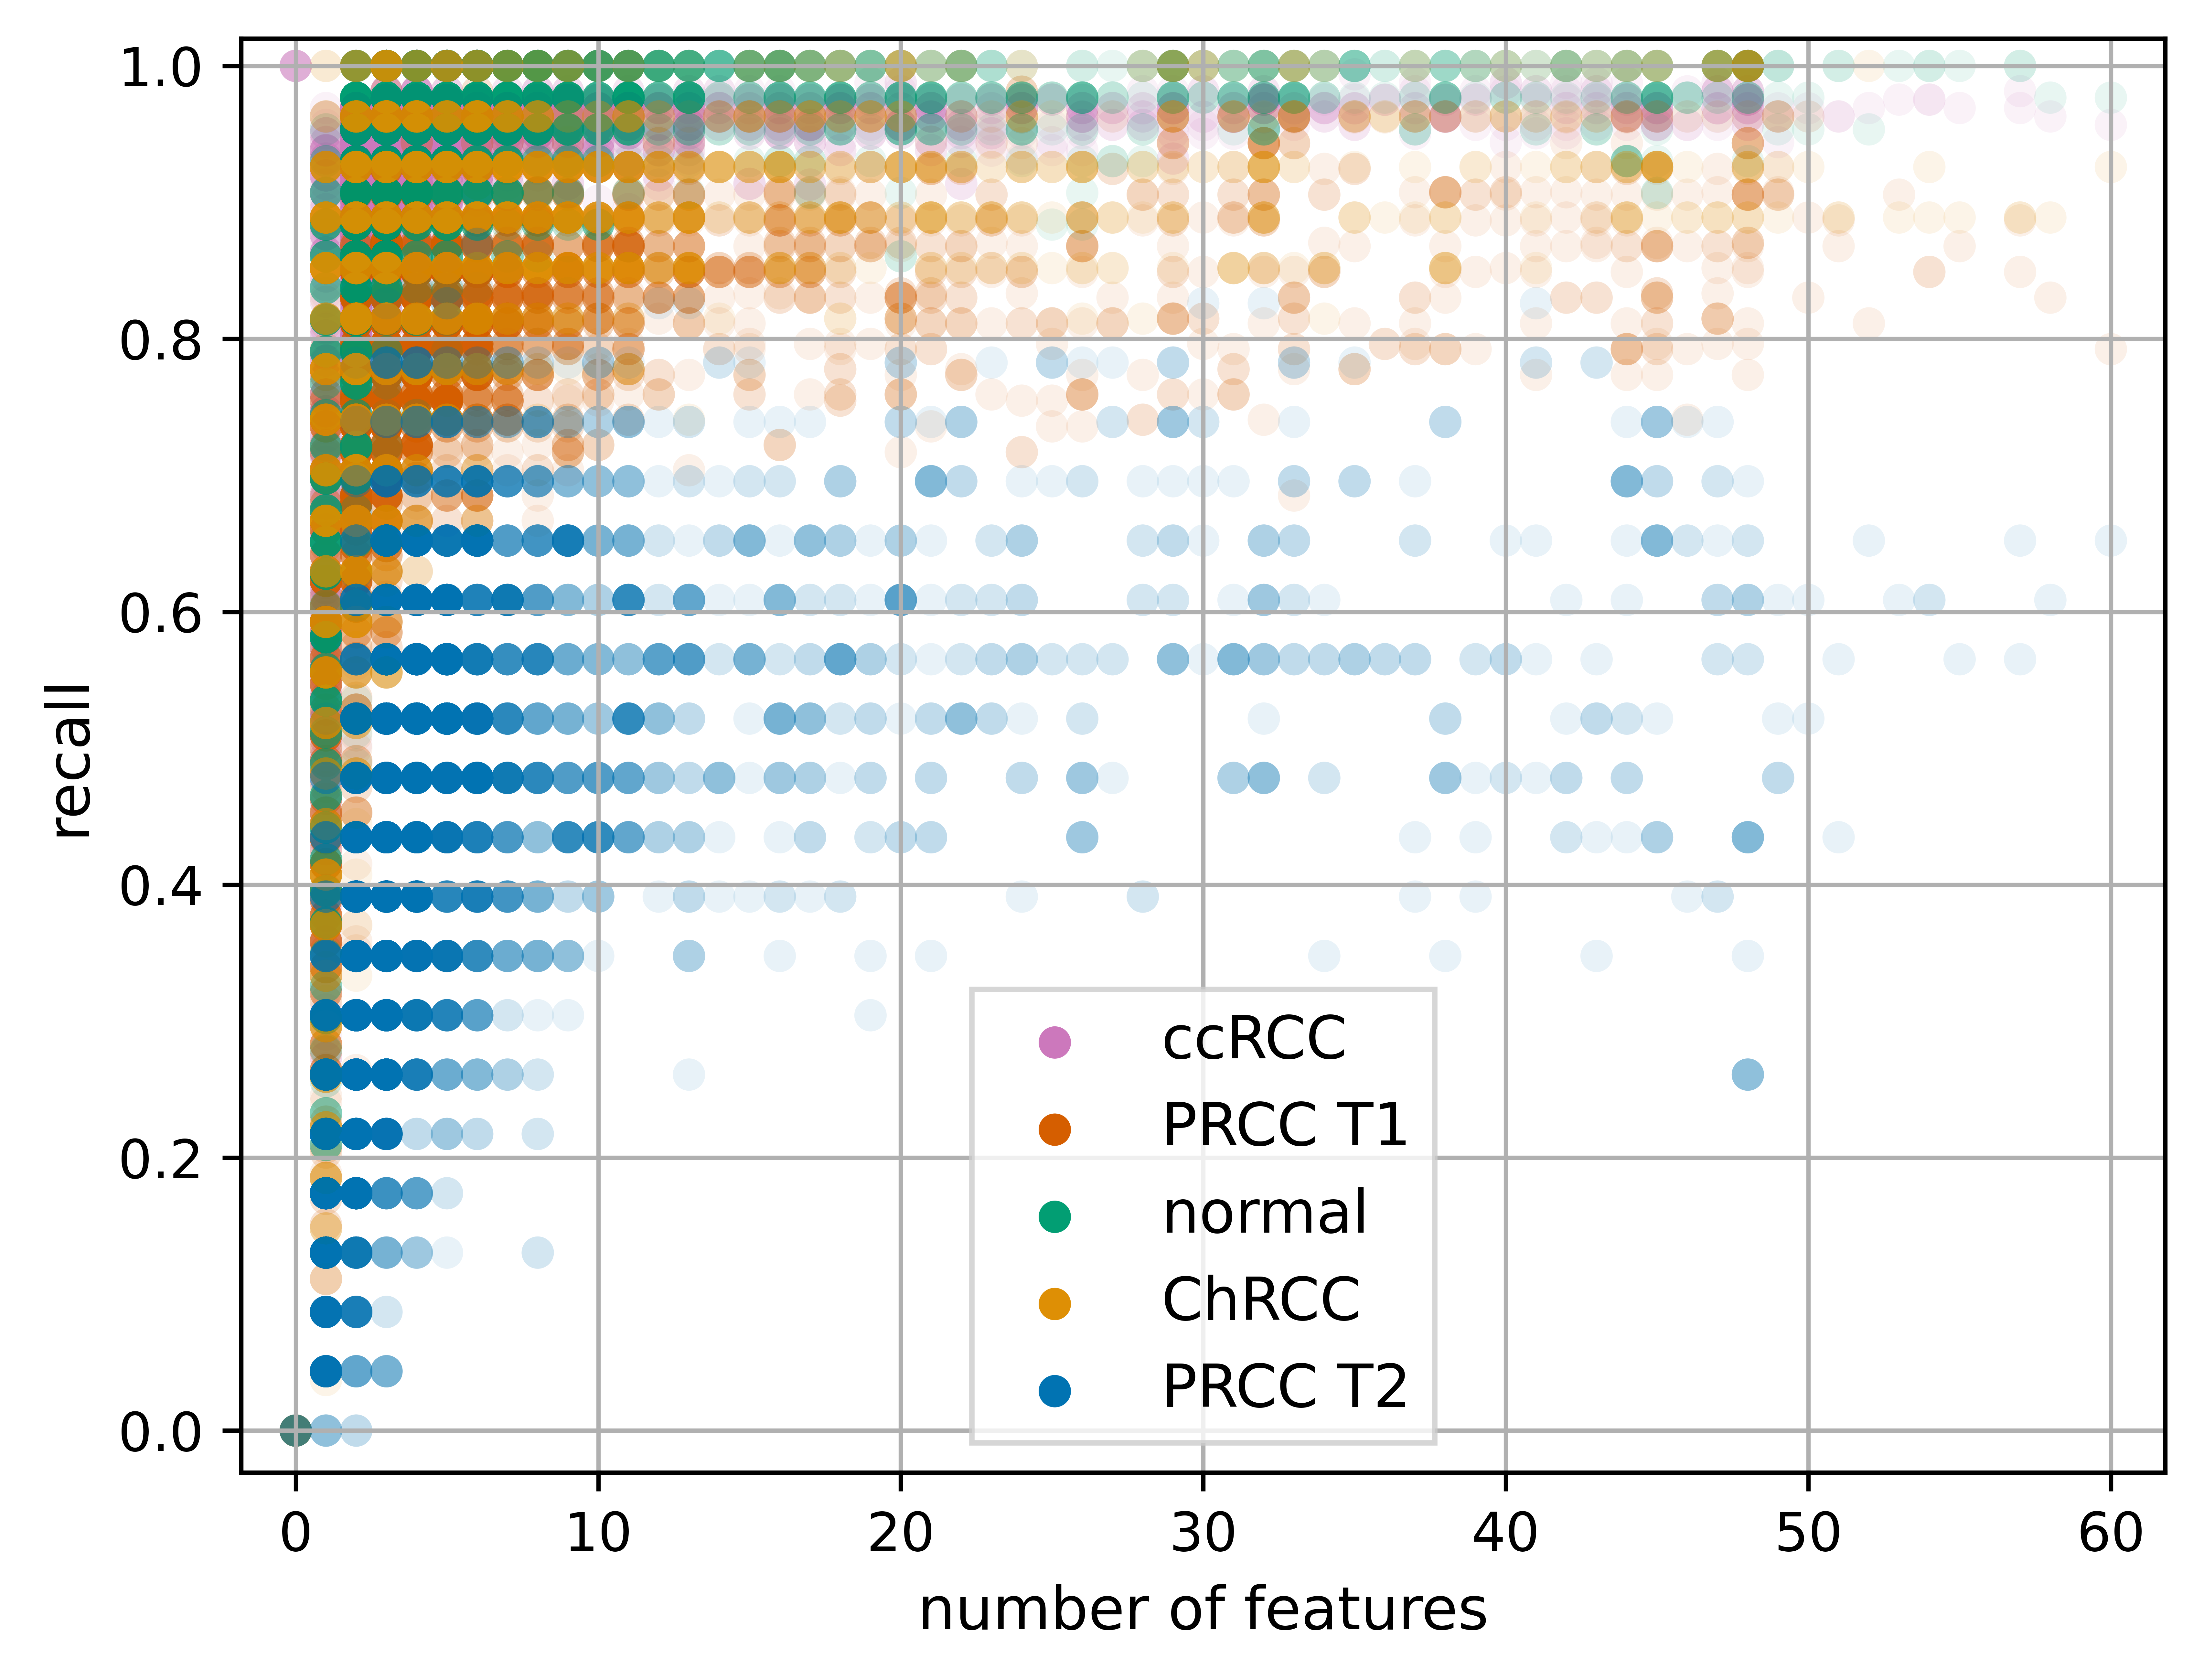 1.0
0.8
0.6
0.4
0.2
0.0
recall
ccRCC
PRCC T1
normal
ChRCC
PRCC T2
0 10 20 30 40 50 60
number of features